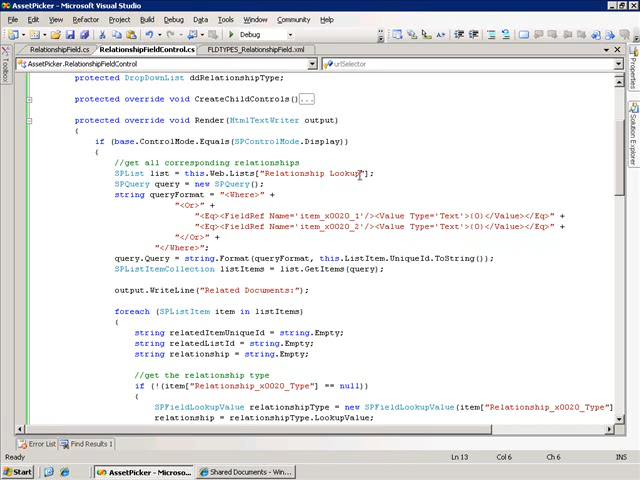 AssetPicker - Microsoft Visual Studio
File Edit View Refactor Project Build Debug Data Tools Window Community Help
Debug
RelationshipField.cs RelationshipFieldControl.cs FLDTYPES_RelationshipField.xml
AssetPicker.RelationshipFieldControl urlSelector
Toolbox
Properties
Solution Explorer
protected DropDownList ddRelationshipType;
protected override void CreateChildControls()...
protected override void Render(HtmlTextWriter output)
{
if (base.ControlMode.Equals(SPControlMode.Display))
{
//get all corresponding relationships
SPList list = this.Web.Lists["Relationship Lookup"];
SPQuery query = new SPQuery();
string queryFormat = "<Where>" +
"<Or>" +
"<Eq><FieldRef Name='item_x0020_1'/><Value Type='Text'>{0}</Value></Eq>" +
"<Eq><FieldRef Name='item_x0020_2'/><Value Type='Text'>{0}</Value></Eq>" +
"</Or>" +
"</Where>";
query.Query = string.Format(queryFormat, this.ListItem.UniqueId.ToString());
SPListItemCollection listItems = list.GetItems(query);
output.WriteLine("Related Documents:");
foreach (SPListItem item in listItems)
{
string relatedItemUniqueId = string.Empty;
string relatedListId = string.Empty;
string relationship = string.Empty;
//get the relation type
if (!(item["Relationship_x0020_Type"] == null))
{
SPFieldLookupValue relationshipType = new SPFieldLookupValue(item["Relationship_x0020_Type"]
relationship = relationshipType.LookupValue;
Error List Find Results 1
Ready Ln 13 Col 6 Ch 6 INS
Start AssetPicker - Microso... Shared Documents - Win...